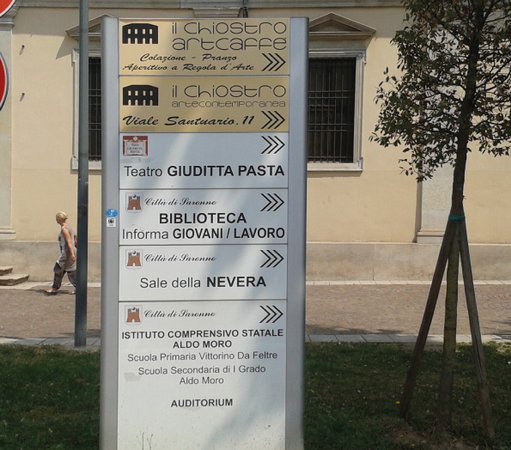 il chiostro
artcaffe
Colazione - Pranzo
Aperitivo a Regola d'Arte
il chiostro
artecontemporanea
Viale Santuario.11
Teatro GIUDITTA PASTA
Città di Saronno
BIBLIOTECA
Informa GIOVANI / LAVORO
Città di Saronno
Sale della NEVERA
Città di Saronno
ISTITUTO COMPRENSIVO STATALE
ALDO MORO
Scuola Primaria Vittorino Da Feltre
Scuola Secondaria di I Grado
Aldo Moro
AUDITORIUM